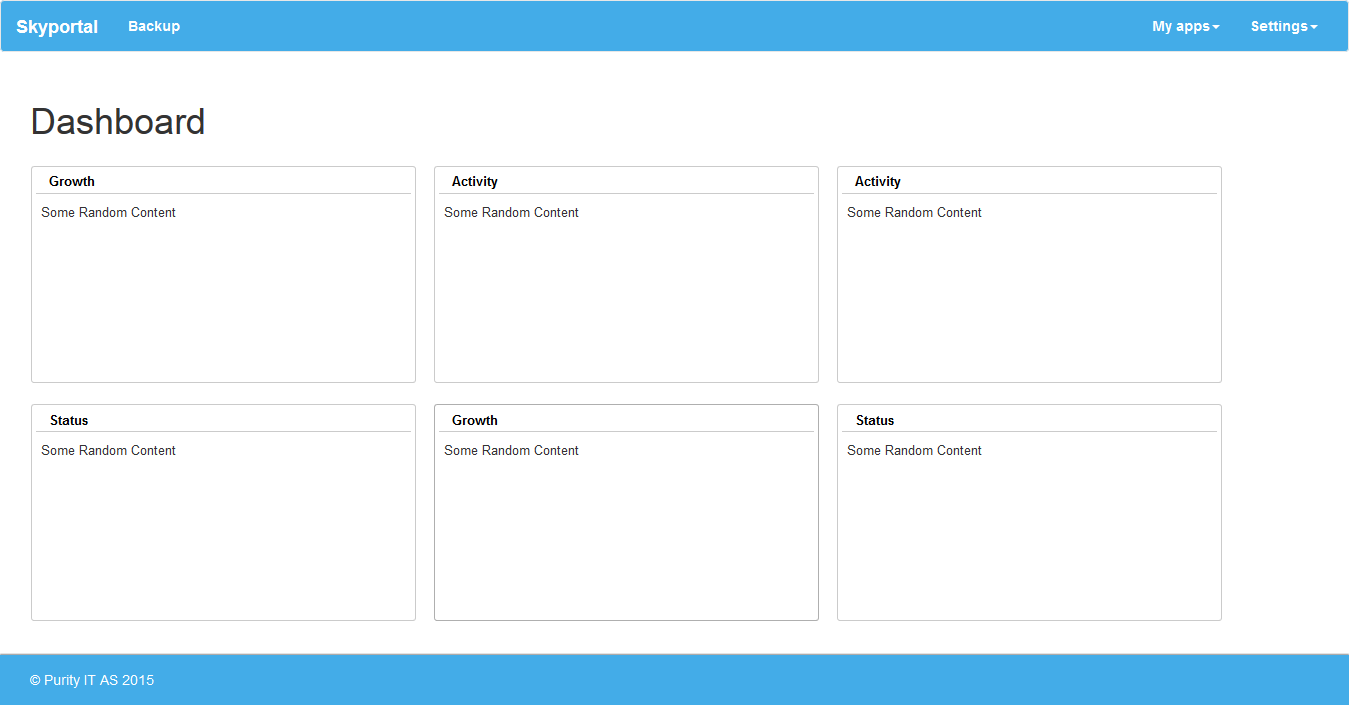 Skyportal Backup My apps Settings
Dashboard
Growth Activity Activity
Some Random Content Some Random Content Some Random Content
Status Growth Status
Some Random Content Some Random Content Some Random Content
© Purity IT AS 2015